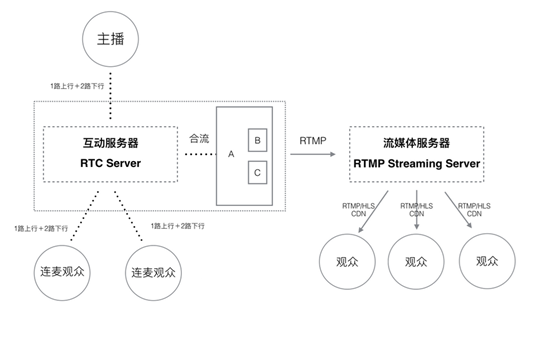 主播
1路上行+2路下行
互动服务器
RTC Server
合流
A
B
C
RTMP
流媒体服务器
RTMP Streaming Server
1路上行+2路下行
1路上行+2路下行
RTMP/HLS
CDN
RTMP/HLS
CDN
RTMP/HLS
CDN
连麦观众
连麦观众
观众
观众
观众